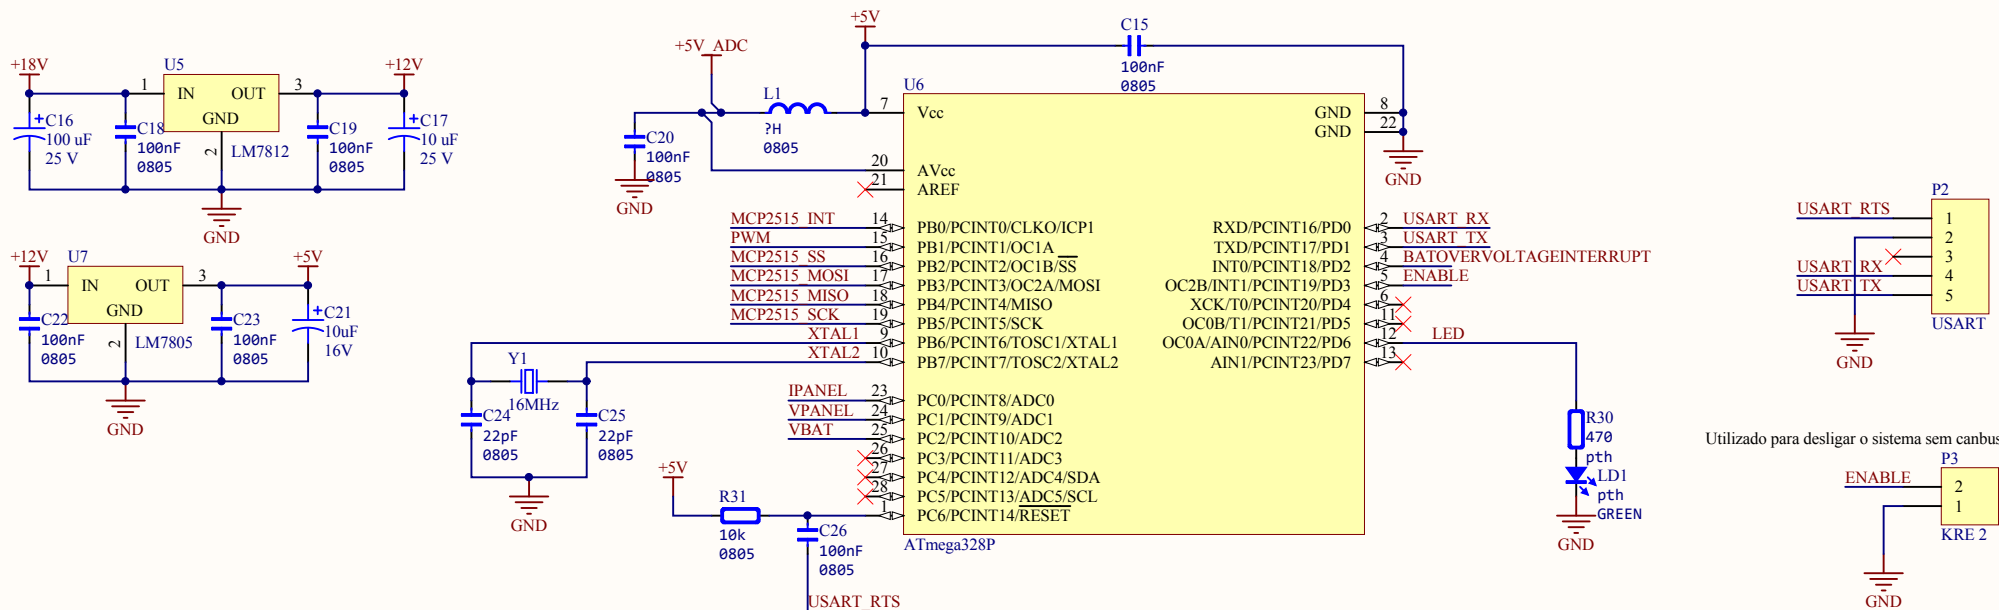 +18V
U5
1
IN
OUT
3
GND
2
LM7812
+12V
C16
100 uF
25 V
C18
100nF
0805
C19
100nF
0805
C17
10 uF
25 V
GND
+12V
U7
1
IN
OUT
3
GND
2
LM7805
+5V
C22
100nF
0805
C23
100nF
0805
C21
10uF
16V
GND
+5V
+5V_ADC
C15
100nF
0805
L1
?H
0805
C20
100nF
0805
GND
GND
U6
7 Vcc
20 AVcc
21 AREF
MCP2515_INT 14 PB0/PCINT0/CLKO/ICP1
PWM 15 PB1/PCINT1/OC1A
MCP2515_SS 16 PB2/PCINT2/OC1B/SS
MCP2515_MOSI 17 PB3/PCINT3/OC2A/MOSI
MCP2515_MISO 18 PB4/PCINT4/MISO
MCP2515_SCK 19 PB5/PCINT5/SCK
XTAL1 9 PB6/PCINT6/TOSC1/XTAL1
XTAL2 10 PB7/PCINT7/TOSC2/XTAL2
IPANEL 23 PC0/PCINT8/ADC0
VPANEL 24 PC1/PCINT9/ADC1
VBAT 25 PC2/PCINT10/ADC2
26 PC3/PCINT11/ADC3
27 PC4/PCINT12/ADC4/SDA
28 PC5/PCINT13/ADC5/SCL
1 PC6/PCINT14/RESET
ATmega328P
GND 8
GND 22
RXD/PCINT16/PD0 2 USART_RX
TXD/PCINT17/PD1 3 USART_TX
INT0/PCINT18/PD2 4 BATOVERVOLTAGEINTERRUPT
OC2B/INT1/PCINT19/PD3 5 ENABLE
XCK/T0/PCINT20/PD4 6
OC0B/T1/PCINT21/PD5 11
OC0A/AIN0/PCINT22/PD6 12 LED
AIN1/PCINT23/PD7 13
Y1
16MHz
C24
22pF
0805
C25
22pF
0805
GND
+5V
R31
10k
0805
C26
100nF
0805
USART_RTS
R30
470
pth
LD1
pth
GREEN
GND
P2
USART_RTS 1
2
3
USART_RX 4
USART_TX 5
USART
GND
Utilizado para desligar o sistema sem canbus
P3
ENABLE 2
1
KRE 2
GND